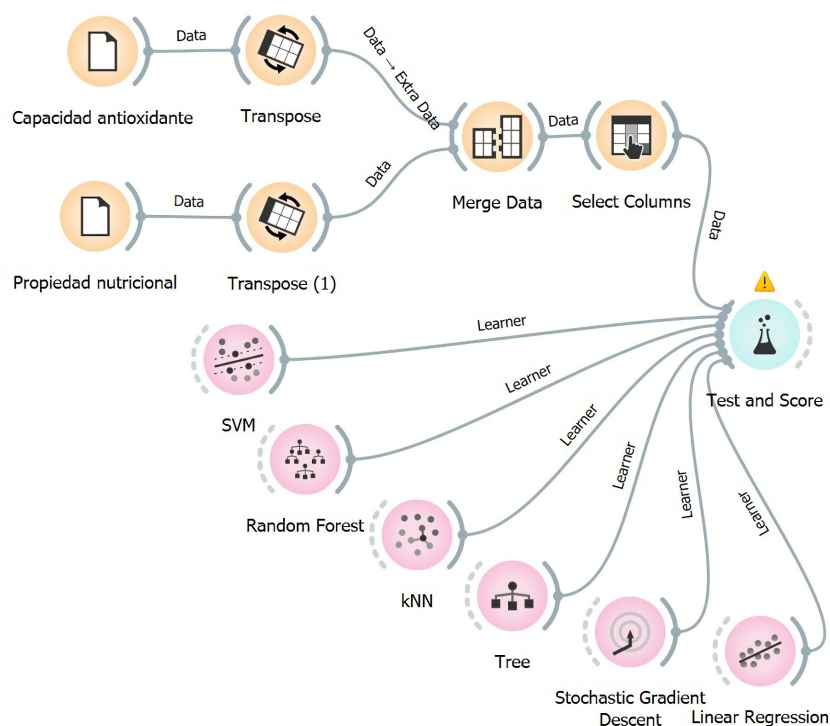 Data
Data → Extra Data
Capacidad antioxidante
Transpose
Data
Merge Data
Select Columns
Data
Data
Data
Propiedad nutricional
Transpose (1)
Learner
SVM
Test and Score
Learner
Random Forest
Learner
kNN
Learner
Tree
Learner
Stochastic Gradient
Descent
Learner
Linear Regression